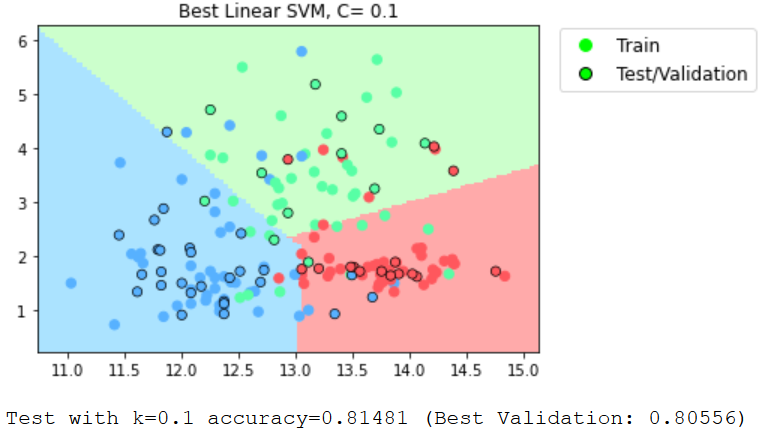 Best Linear SVM, C= 0.1
Train
Test/Validation
6
5
4
3
2
1
11.0 11.5 12.0 12.5 13.0 13.5 14.0 14.5 15.0
Test with k=0.1 accuracy=0.81481 (Best Validation: 0.80556)